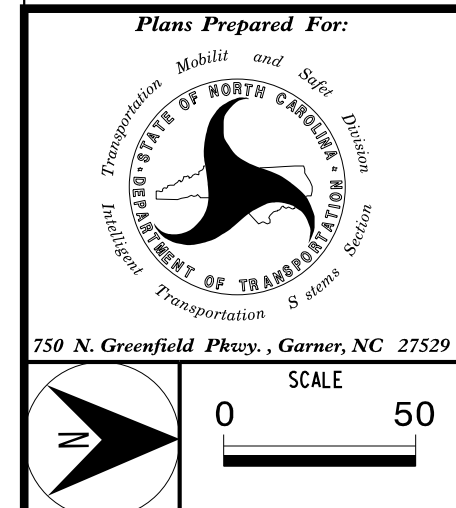 Plans Prepared For:
Transportation Mobilit and Safet Division
STATE OF NORTH CAROLINA
DEPARTMENT OF TRANSPORTATION
Intelligent Transportation S stems Section
750 N. Greenfield Pkwy. , Garner, NC 27529
N
SCALE
0 50